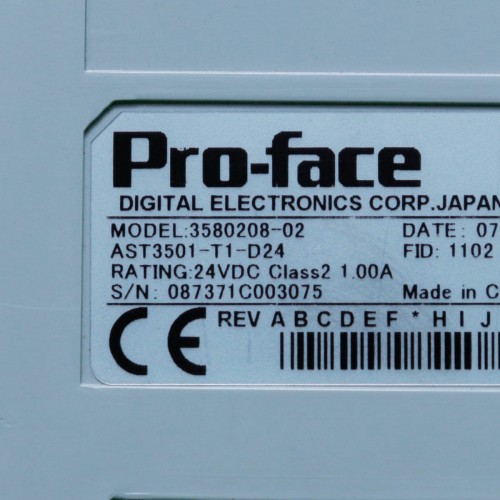 Pro-face
DIGITAL ELECTRONICS CORP.JAPAN
MODEL:3580208-02 DATE: 07
AST3501-T1-D24 FID: 1102
RATING:24VDC Class2 1.00A
S/N: 087371C003075 Made in C
CE REV A B C D E F * H I J